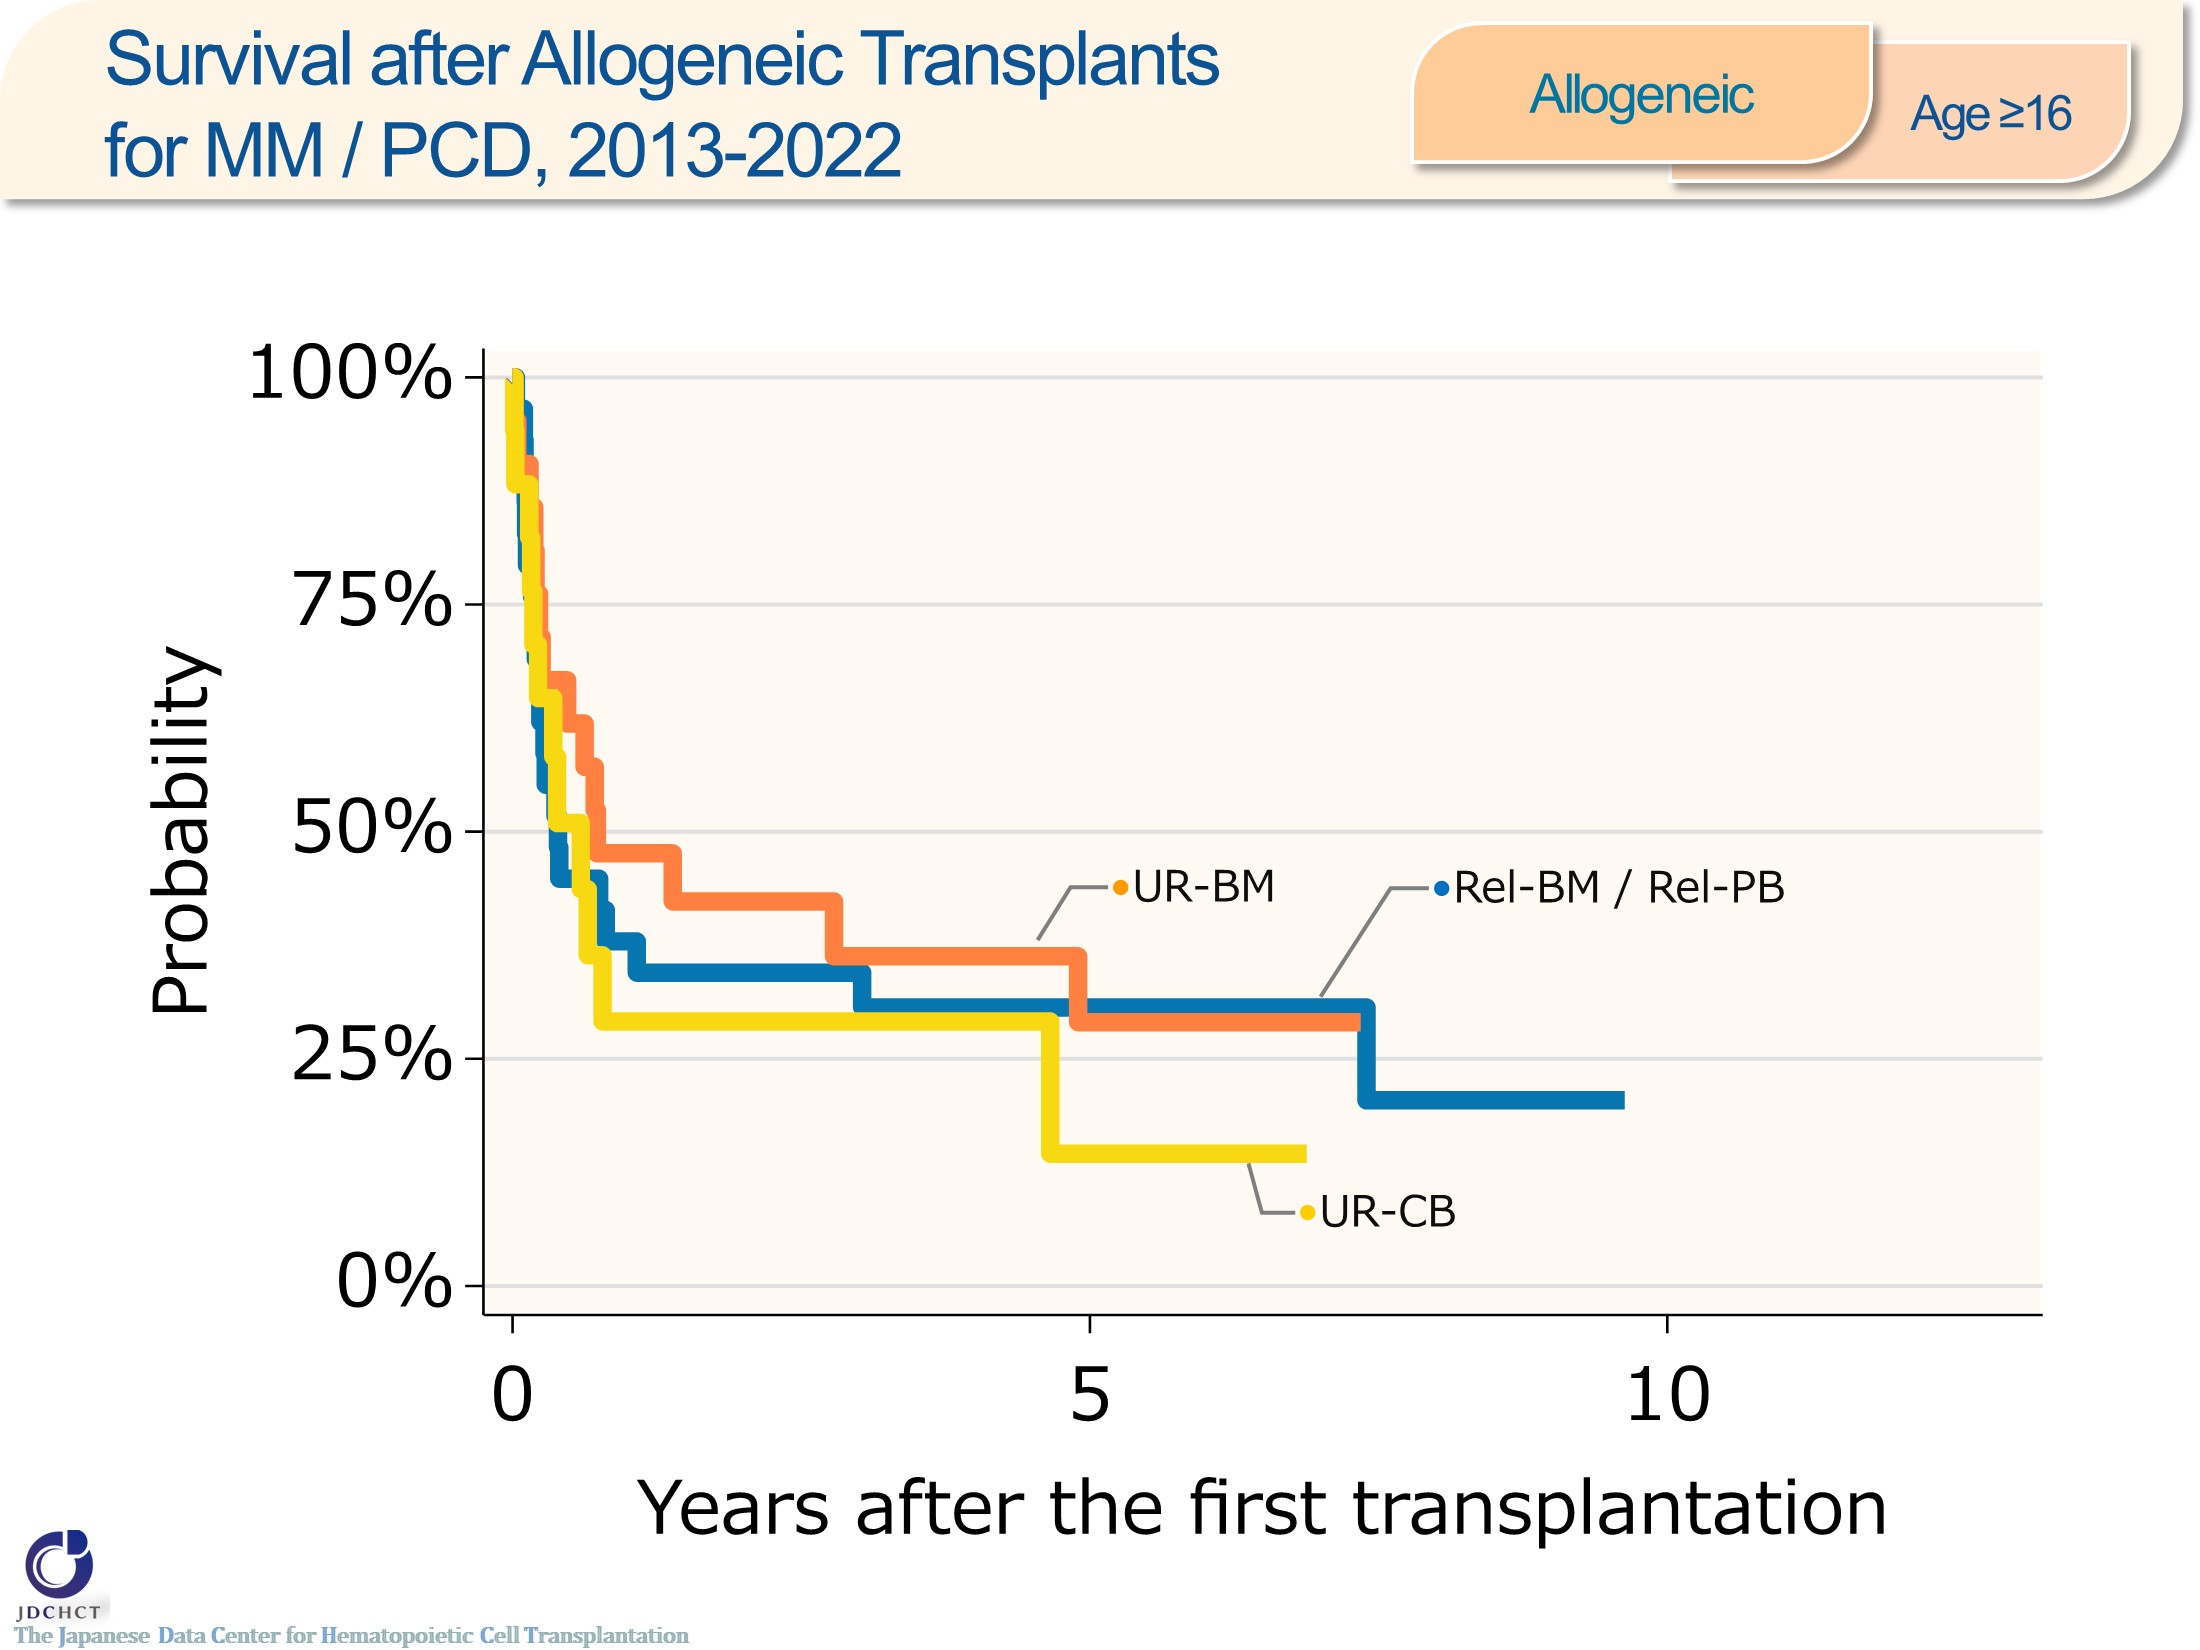 Survival after Allogeneic Transplants
for MM / PCD, 2013-2022
Allogeneic
Age ≥16
100%
75%
50%
25%
0%
Probability
UR-BM
Rel-BM / Rel-PB
UR-CB
0
5
10
Years after the first transplantation
JDCHCT
The Japanese Data Center for Hematopoietic Cell Transplantation